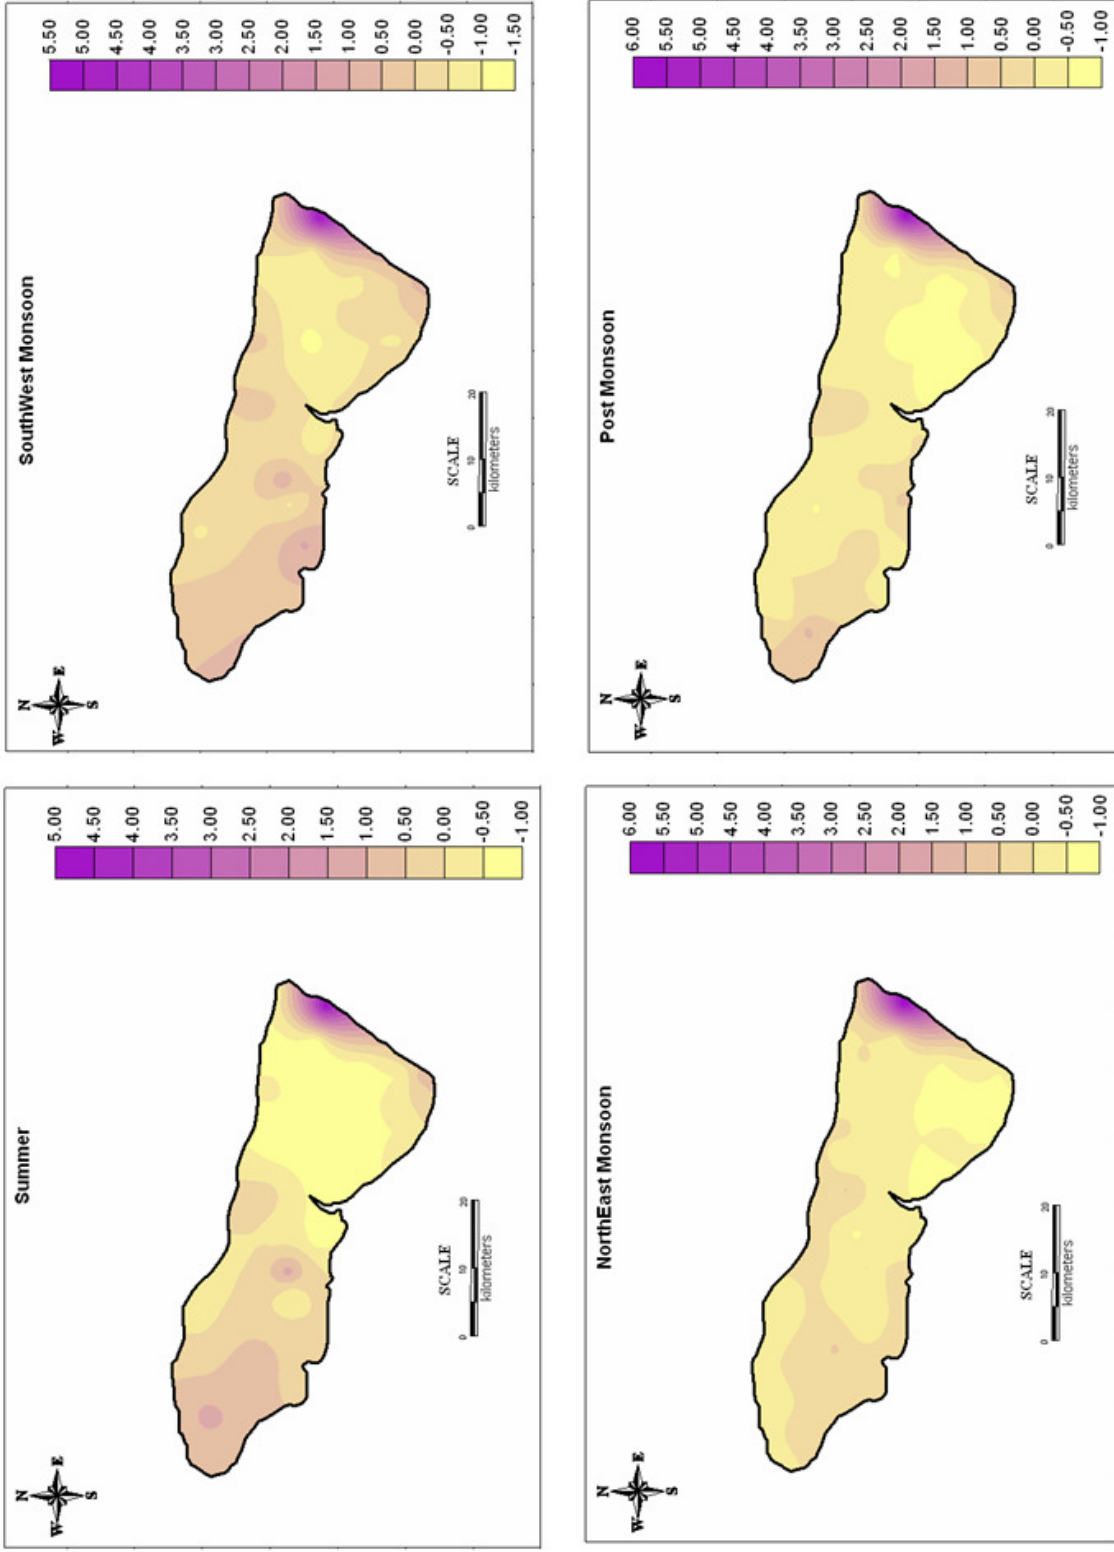 SouthWest Monsoon
N
W E
S
5.50
5.00
4.50
4.00
3.50
3.00
2.50
2.00
1.50
1.00
0.50
0.00
-0.50
-1.00
-1.50
SCALE
0 10 20
kilometers
Post Monsoon
N
W E
S
6.00
5.50
5.00
4.50
4.00
3.50
3.00
2.50
2.00
1.50
1.00
0.50
0.00
-0.50
-1.00
SCALE
0 10 20
kilometers
Summer
N
W E
S
5.00
4.50
4.00
3.50
3.00
2.50
2.00
1.50
1.00
0.50
0.00
-0.50
-1.00
SCALE
0 10 20
kilometers
NorthEast Monsoon
N
W E
S
6.00
5.50
5.00
4.50
4.00
3.50
3.00
2.50
2.00
1.50
1.00
0.50
0.00
-0.50
-1.00
SCALE
0 10 20
kilometers